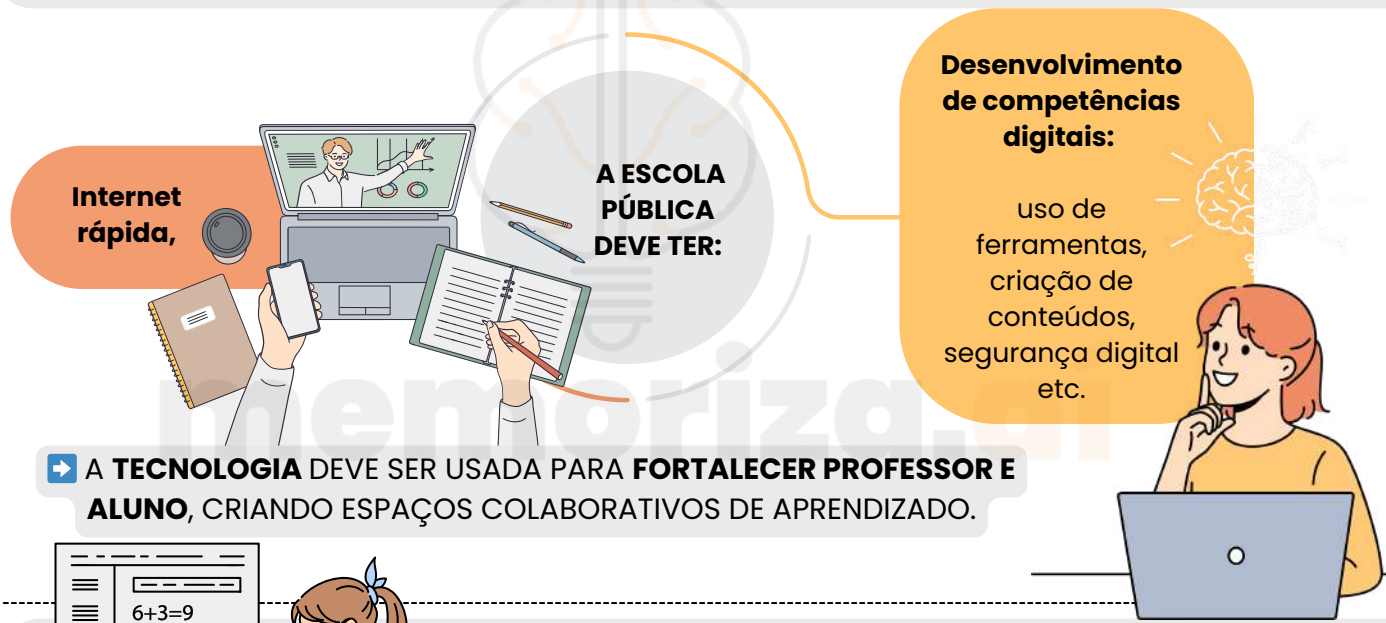 Internet
rápida,
A ESCOLA
PÚBLICA
DEVE TER:
Desenvolvimento
de competências
digitais:
uso de
ferramentas,
criação de
conteúdos,
segurança digital
etc.
memoriza.ai
A TECNOLOGIA DEVE SER USADA PARA FORTALECER PROFESSOR E
ALUNO, CRIANDO ESPAÇOS COLABORATIVOS DE APRENDIZADO.
6+3=9